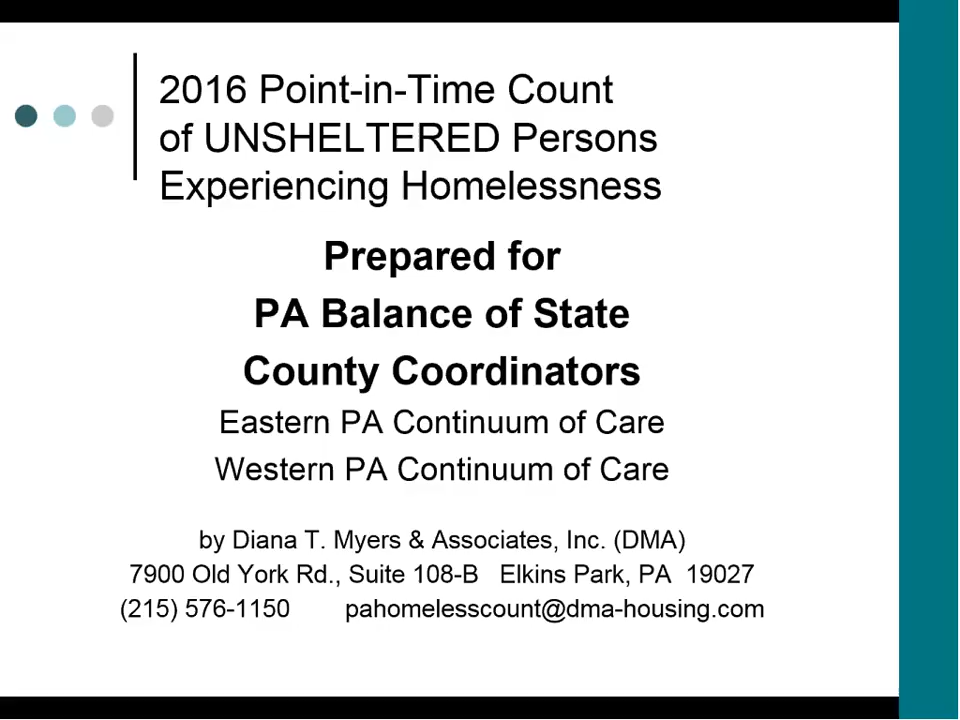 2016 Point-in-Time Count
of UNSHELTERED Persons
Experiencing Homelessness
Prepared for
PA Balance of State
County Coordinators
Eastern PA Continuum of Care
Western PA Continuum of Care
by Diana T. Myers & Associates, Inc. (DMA)
7900 Old York Rd., Suite 108-B Elkins Park, PA 19027
(215) 576-1150 pahomelesscount@dma-housing.com